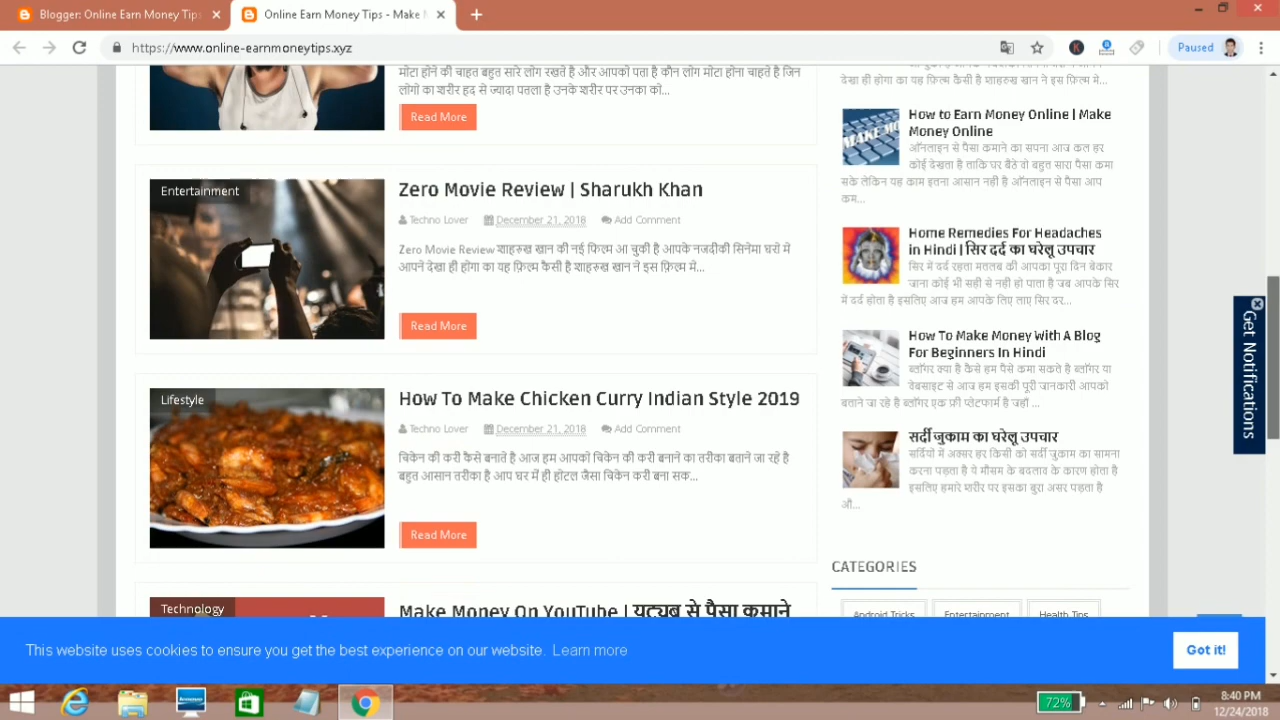 Blogger: Online Earn Money Tips
Online Earn Money Tips - Make
https://www.online-earnmoneytips.xyz
Paused
मोटा होने की चाहत बहुत सारे लोग रखते है और आपको पता है कौन लोग मोटा होना चाहते है जिन
लोगों का शरीर हद से ज्यादा पतला है उनके शरीर पर उनका को...
Read More
Entertainment
Zero Movie Review | Sharukh Khan
Techno Lover December 21, 2018 Add Comment
Zero Movie Review शाहरुख खान की नई फिल्म आ चुकी है आपके नजदीकी सिनेमा घरो में
आपने देखा ही होगा का यह फ़िल्म कैसी है शाहरुख खान ने इस फ़िल्म में...
Read More
Lifestyle
How To Make Chicken Curry Indian Style 2019
Techno Lover December 21, 2018 Add Comment
चिकेन की करी कैसे बनाते है आज हम आपको चिकेन की करी बनाने का तरीका बताने जा रहे है
बहुत आसान तरीका है आप घर में ही होटल जैसा चिकेन करी बना सक...
Read More
Technology
Make Money On YouTube | यूट्यूब से पैसा कमाने
देखा ही होगा का यह फ़िल्म कैसी है शाहरुख खान ने इस फ़िल्म में...
How to Earn Money Online | Make
Money Online
ऑनलाइन से पैसा कमाने का सपना आज कल हर
कोई देखता है ताकि घर बैठे वो बहुत सारा पैसा कमा
सके लेकिन यह काम इतना आसान नहीं है ऑनलाइन से पैसा आप
कम...
Home Remedies For Headaches
in Hindi | सिर दर्द का घरेलू उपचार
सिर में दर्द रहता मतलब की आपका पूरा दिन बेकार
जाना कोई भी सही से नही हो पाता है जब आपके सिर
में दर्द होता है इसलिए आज हम आपके लिए लाए सिर दर...
How To Make Money With A Blog
For Beginners In Hindi
ब्लॉगर क्या है कैसे हम पैसे कमा सकते है ब्लॉगर या
वेबसाइट से आज हम इसकी पूरी जानकारी आपको
बताने जा रहे है ब्लॉगर एक फ्री प्लेटफार्म है जहाँ ...
सर्दी जुकाम का घरेलू उपचार
सर्दियो में अक्सर हर किसी को सर्दी जुकाम का सामना
करना पड़ता है ये मौसम के बदलाव के कारण होता है
इसलिए हमारे शरीर पर इसका बुरा असर पड़ता है
औ...
CATEGORIES
Android Tricks Entertainment Health Tips
Get Notifications
This website uses cookies to ensure you get the best experience on our website. Learn more
Got it!
72%
8:40 PM
12/24/2018